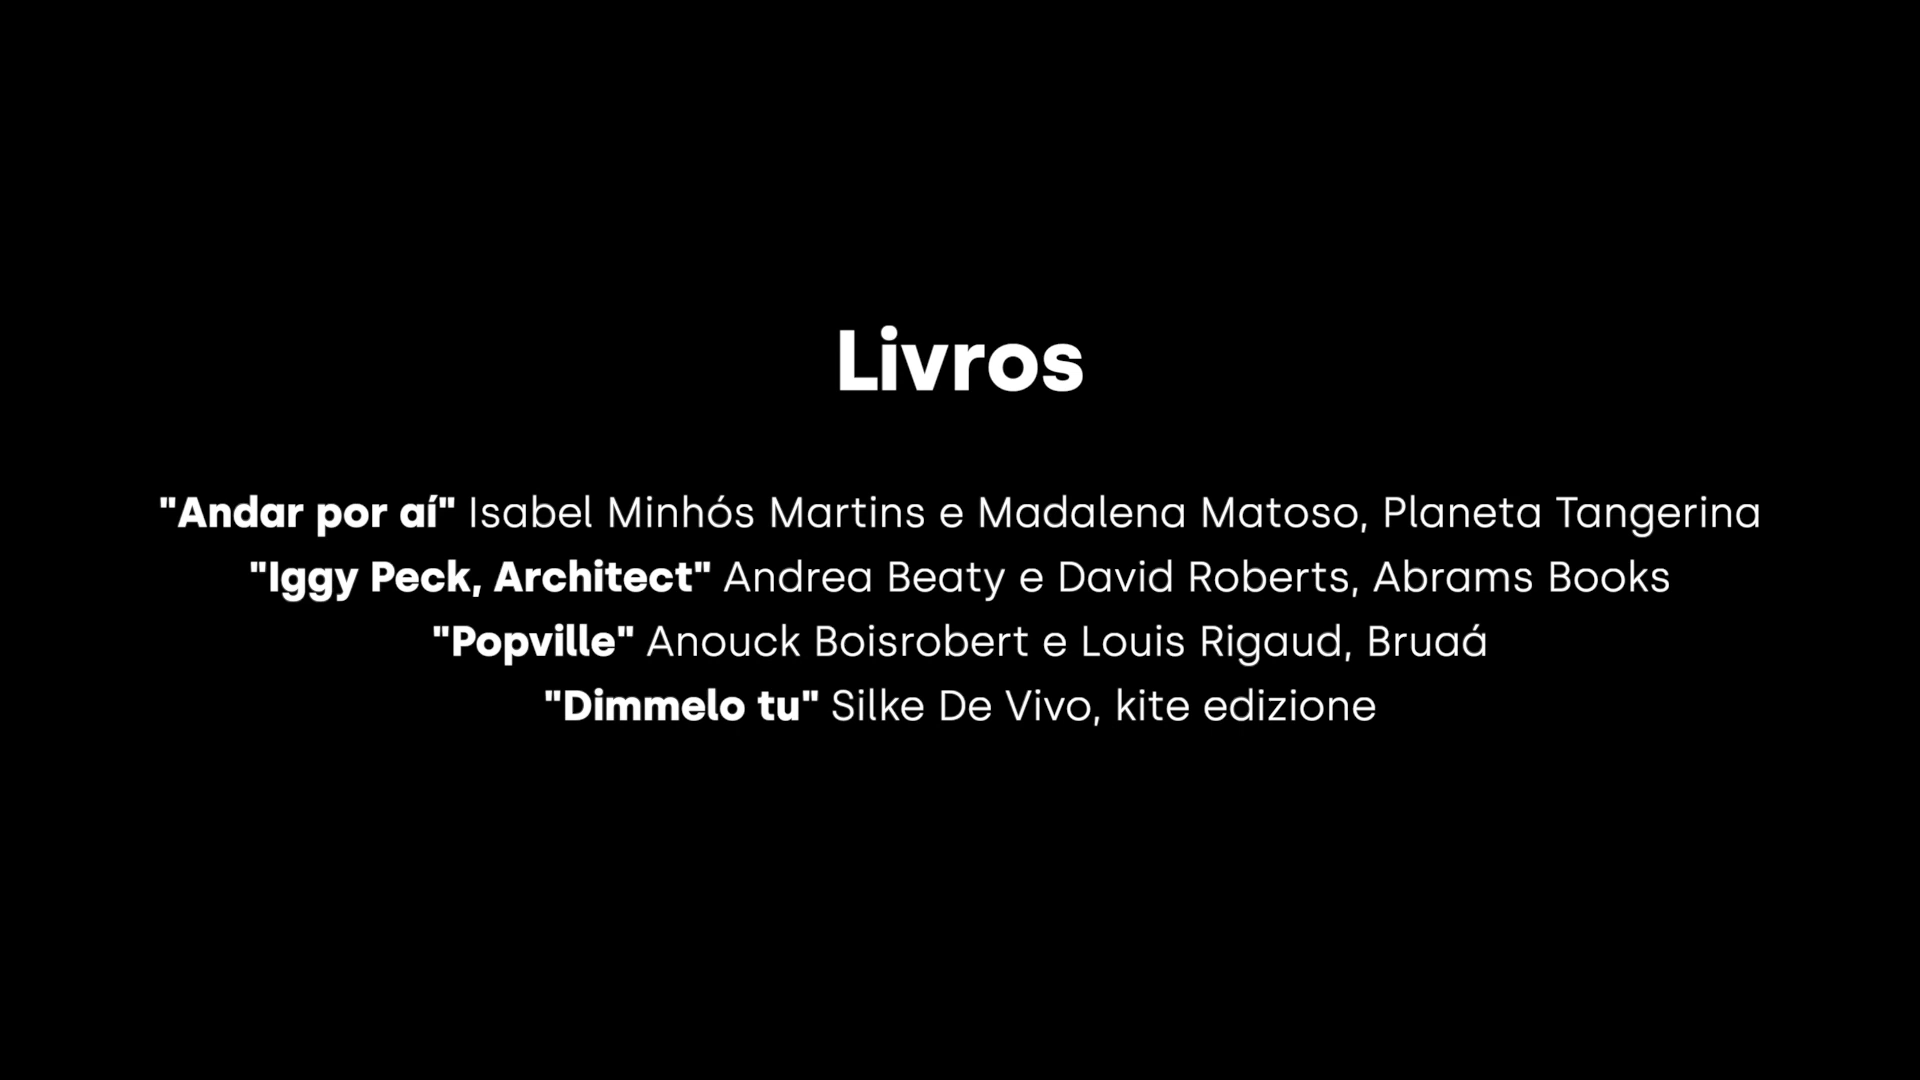 Livros
"Andar por aí" Isabel Minhós Martins e Madalena Matoso, Planeta Tangerina
"Iggy Peck, Architect" Andrea Beaty e David Roberts, Abrams Books
"Popville" Anouck Boisrobert e Louis Rigaud, Bruaá
"Dimmelo tu" Silke De Vivo, kite edizione